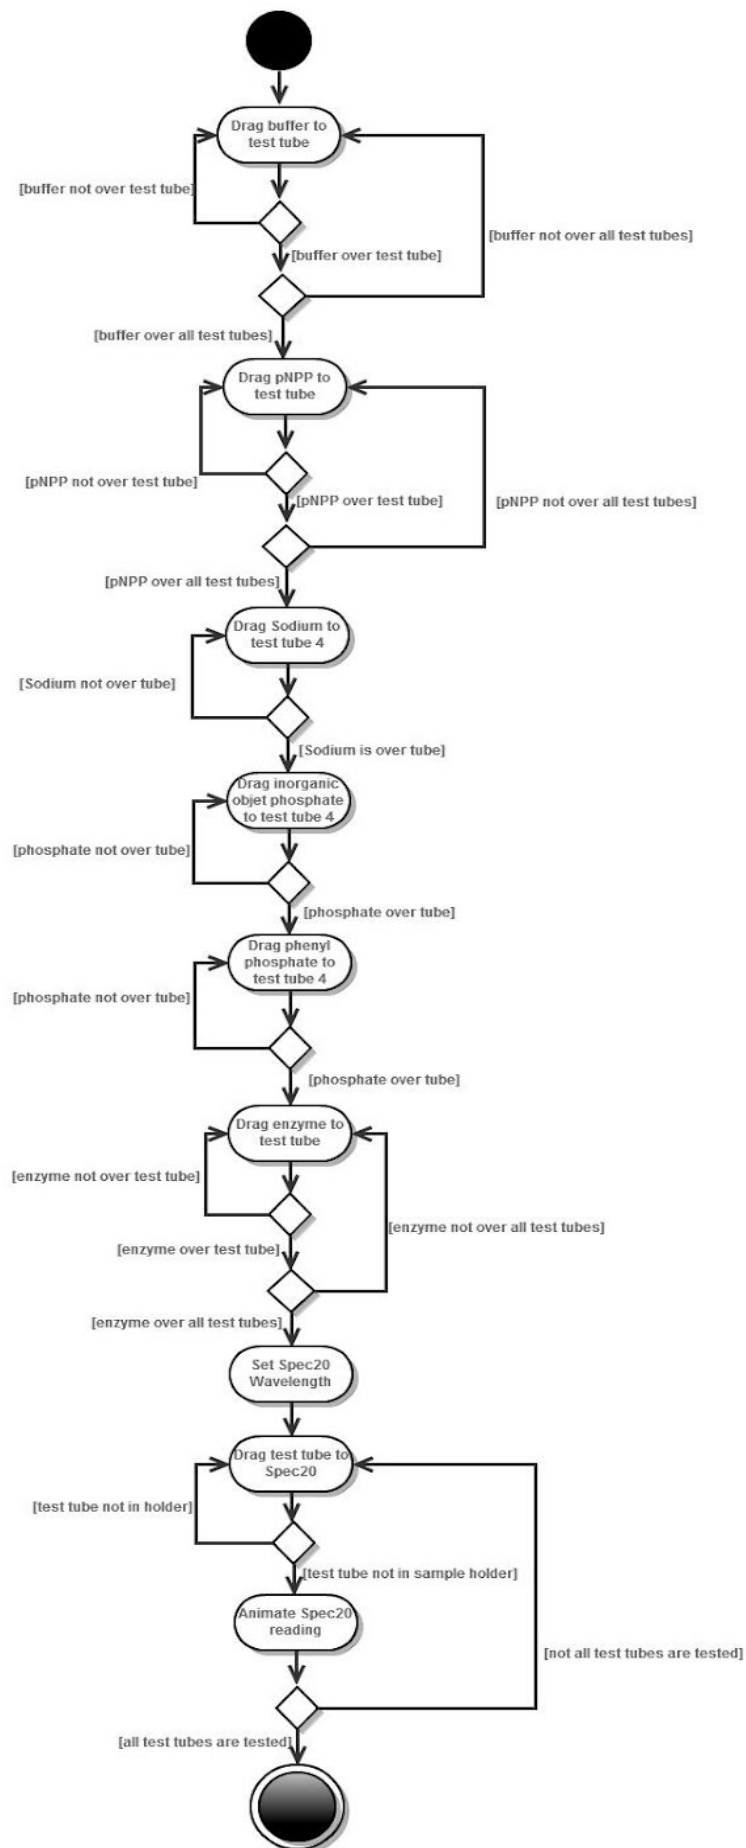 Drag buffer to
test tube
[buffer not over test tube]
[buffer not over all test tubes]
[buffer over test tube]
[buffer over all test tubes]
Drag pNPP to
test tube
[pNPP not over test tube]
[pNPP over test tube]
[pNPP not over all test tubes]
[pNPP over all test tubes]
Drag Sodium to
test tube 4
[Sodium not over tube]
[Sodium is over tube]
Drag inorganic
objet phosphate
to test tube 4
[phosphate not over tube]
[phosphate over tube]
Drag phenyl
phosphate to
test tube 4
[phosphate not over tube]
[phosphate over tube]
Drag enzyme to
test tube
[enzyme not over test tube]
[enzyme not over all test tubes]
[enzyme over test tube]
[enzyme over all test tubes]
Set Spec20
Wavelength
Drag test tube to
Spec20
[test tube not in holder]
[test tube not in sample holder]
Animate Spec20
reading
[not all test tubes are tested]
[all test tubes are tested]